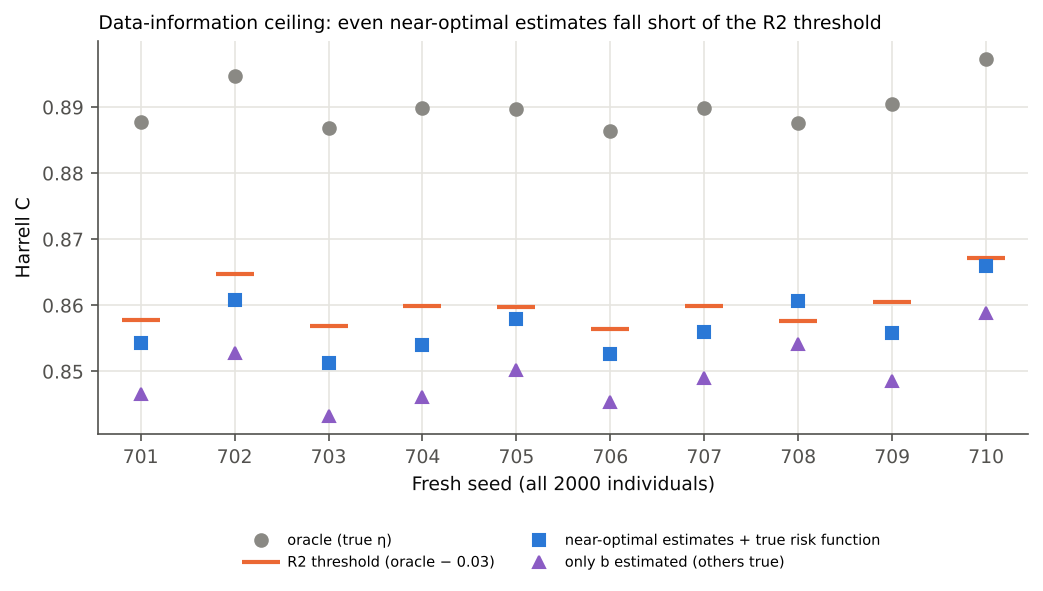 Data-information ceiling: even near-optimal estimates fall short of the R2 threshold
Harrell C
0.89
0.88
0.87
0.86
0.85
701 702 703 704 705 706 707 708 709 710
Fresh seed (all 2000 individuals)
oracle (true η)
R2 threshold (oracle − 0.03)
near-optimal estimates + true risk function
only b estimated (others true)